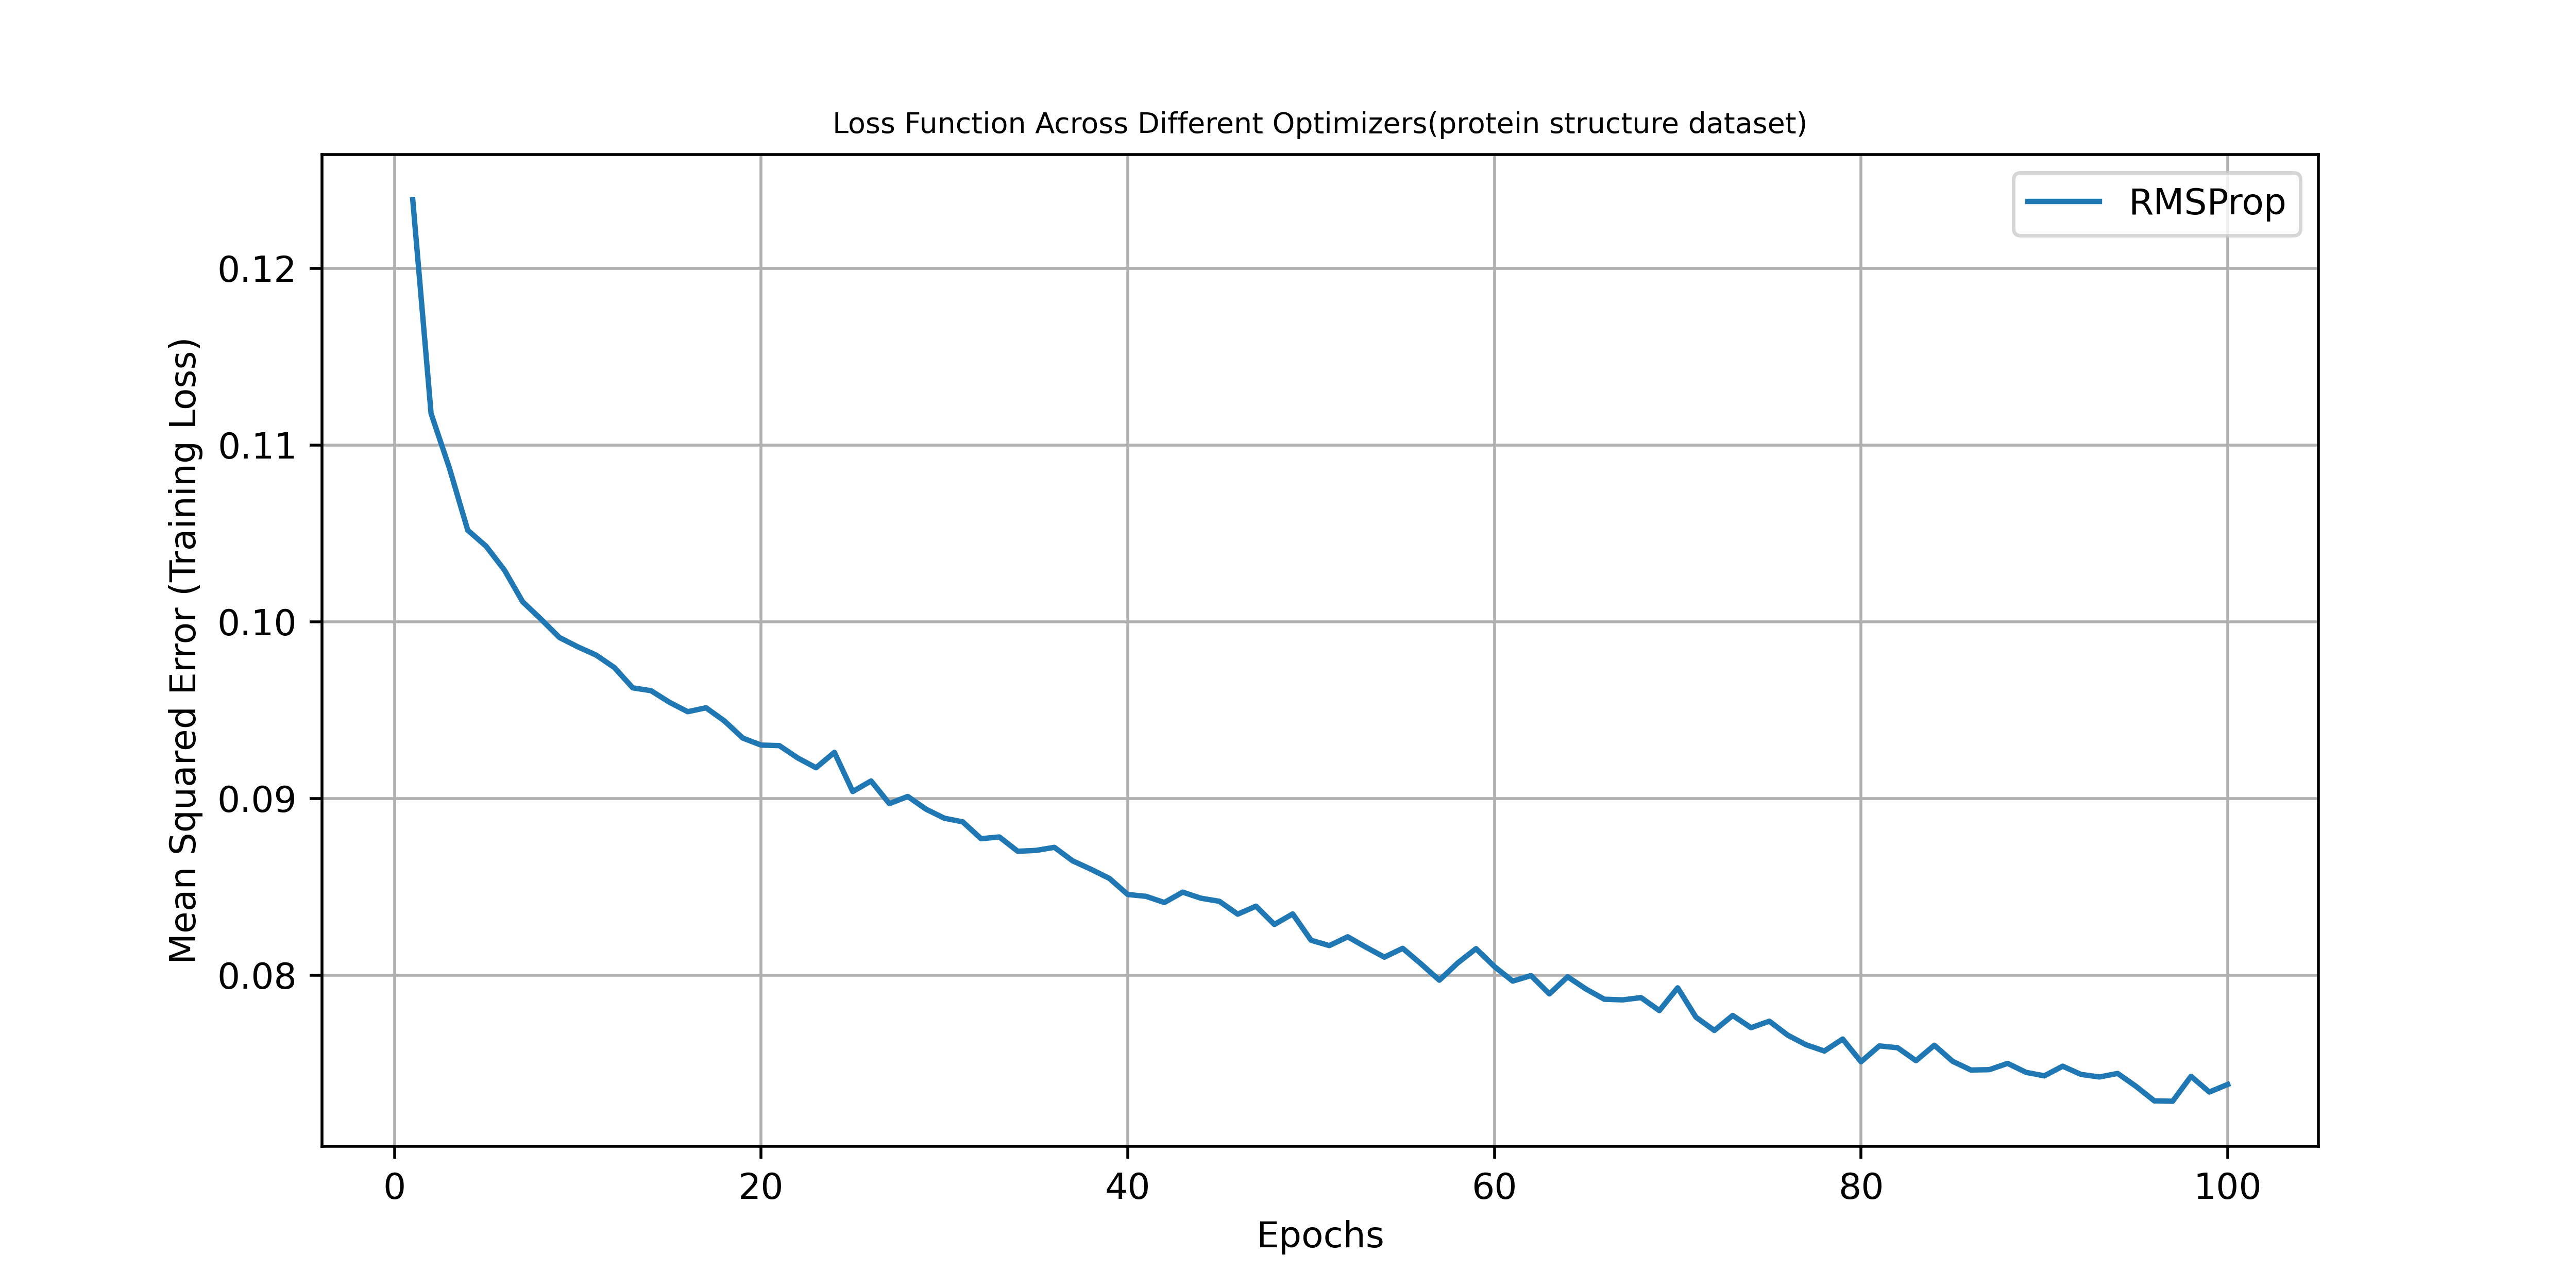 Loss Function Across Different Optimizers(protein structure dataset)
RMSProp
Mean Squared Error (Training Loss)
0.12
0.11
0.10
0.09
0.08
0 20 40 60 80 100
Epochs